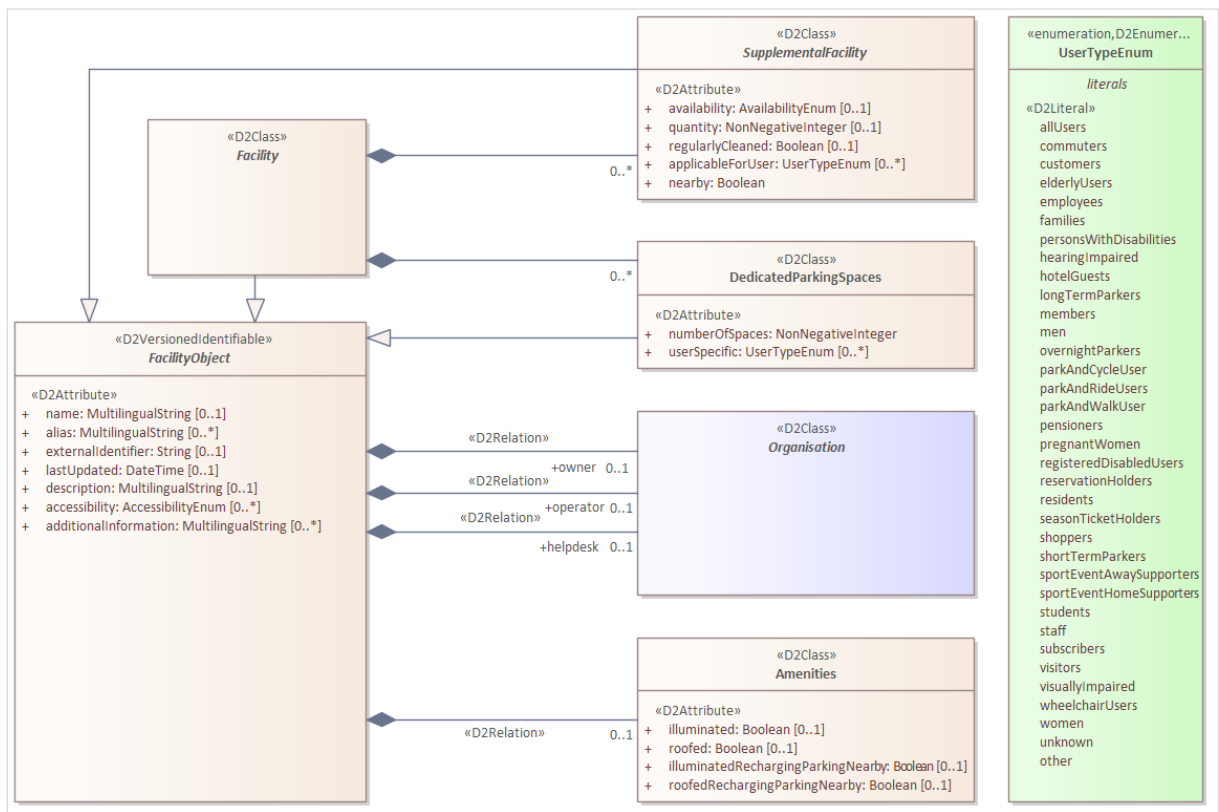 «D2Class»
SupplementalFacility
«D2Attribute»
+ availability: AvailabilityEnum [0..1]
+ quantity: NonNegativeInteger [0..1]
+ regularlyCleaned: Boolean [0..1]
+ applicableForUser: UserTypeEnum [0..*]
+ nearby: Boolean
«D2Class»
Facility
0..*
0..*
«D2Class»
DedicatedParkingSpaces
«D2Attribute»
+ numberOfSpaces: NonNegativeInteger
+ userSpecific: UserTypeEnum [0..*]
«D2VersionedIdentifiable»
FacilityObject
«D2Attribute»
+ name: MultilingualString [0..1]
+ alias: MultilingualString [0..*]
+ externalIdentifier: String [0..1]
+ lastUpdated: DateTime [0..1]
+ description: MultilingualString [0..1]
+ accessibility: AccessibilityEnum [0..*]
+ additionalInformation: MultilingualString [0..*]
«D2Relation»
+owner 0..1
«D2Relation»
+operator 0..1
«D2Relation»
+helpdesk 0..1
«D2Class»
Organisation
«D2Relation»
0..1
«D2Class»
Amenities
«D2Attribute»
+ illuminated: Boolean [0..1]
+ roofed: Boolean [0..1]
+ illuminatedRechargingParkingNearby: Boolean [0..1]
+ roofedRechargingParkingNearby: Boolean [0..1]
«enumeration,D2Enumer...
UserTypeEnum
literals
«D2Literal»
allUsers
commuters
customers
elderlyUsers
employees
families
personsWithDisabilities
hearingImpaired
hotelGuests
longTermParkers
members
men
overnightParkers
parkAndCycleUser
parkAndRideUsers
parkAndWalkUser
pensioners
pregnantWomen
registeredDisabledUsers
reservationHolders
residents
seasonTicketHolders
shoppers
shortTermParkers
sportEventAwaySupporters
sportEventHomeSupporters
students
staff
subscribers
visitors
visuallyImpaired
wheelchairUsers
women
unknown
other